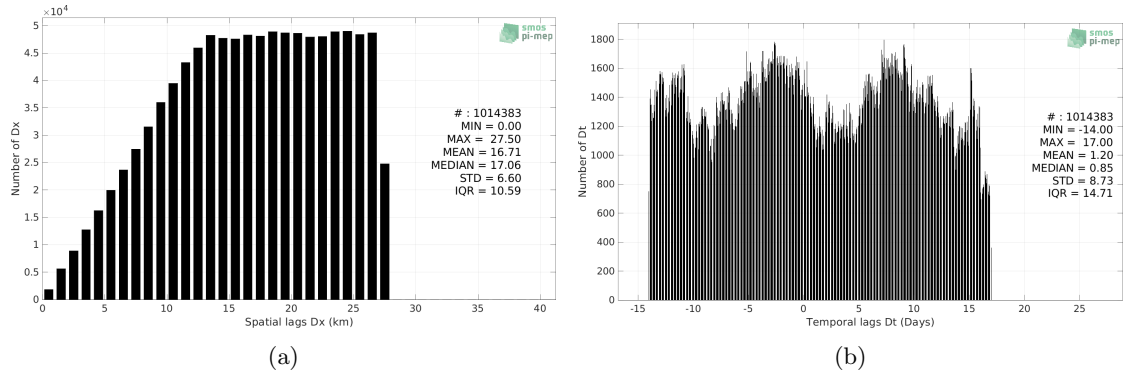 ×10⁴
5
4.5
4
3.5
3
2.5
2
1.5
1
0.5
0
Number of Dx
0 5 10 15 20 25 30 35 40
Spatial lags Dx (km)
smos
pi-mep
# : 1014383
MIN = 0.00
MAX = 27.50
MEAN = 16.71
MEDIAN = 17.06
STD = 6.60
IQR = 10.59
(a)
1800
1600
1400
1200
1000
800
600
400
200
0
Number of Dt
-15 -10 -5 0 5 10 15 20 25
Temporal lags Dt (Days)
smos
pi-mep
# : 1014383
MIN = -14.00
MAX = 17.00
MEAN = 1.20
MEDIAN = 0.85
STD = 8.73
IQR = 14.71
(b)